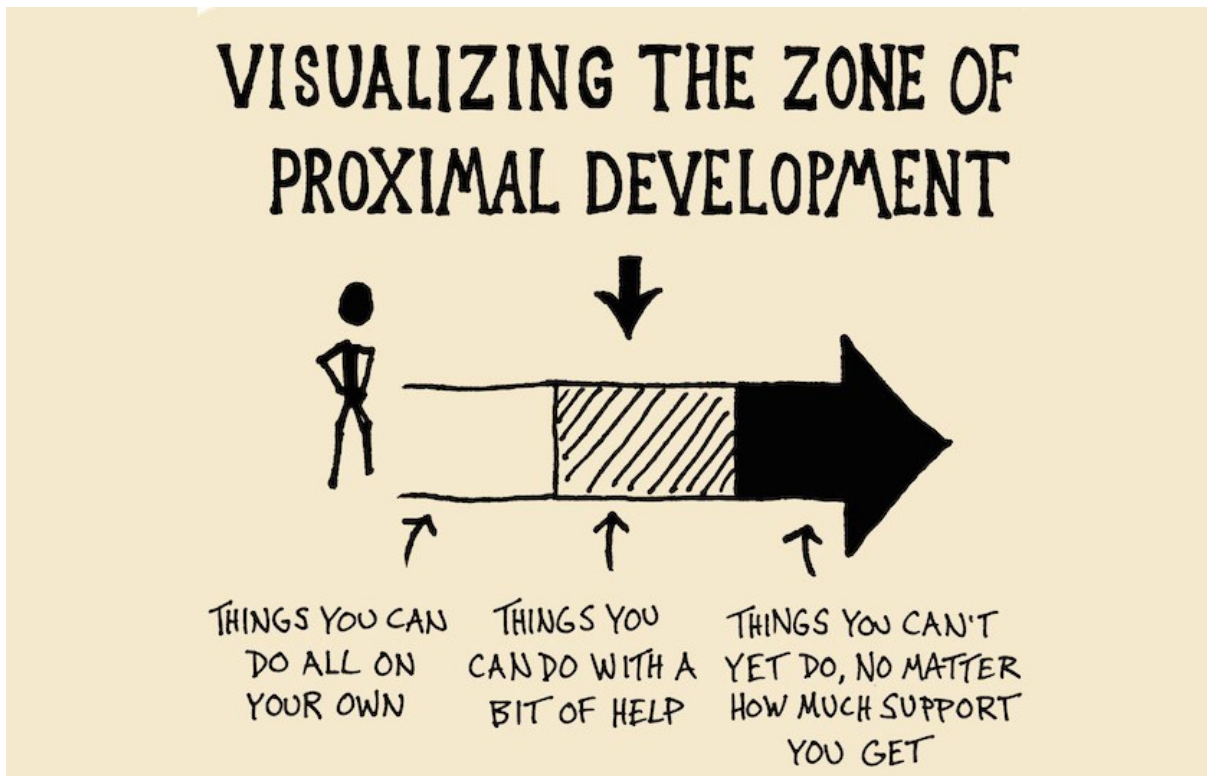 VISUALIZING THE ZONE OF
PROXIMAL DEVELOPMENT
THINGS YOU CAN
DO ALL ON
YOUR OWN
THINGS YOU
CAN DO WITH A
BIT OF HELP
THINGS YOU CAN'T
YET DO, NO MATTER
HOW MUCH SUPPORT
YOU GET